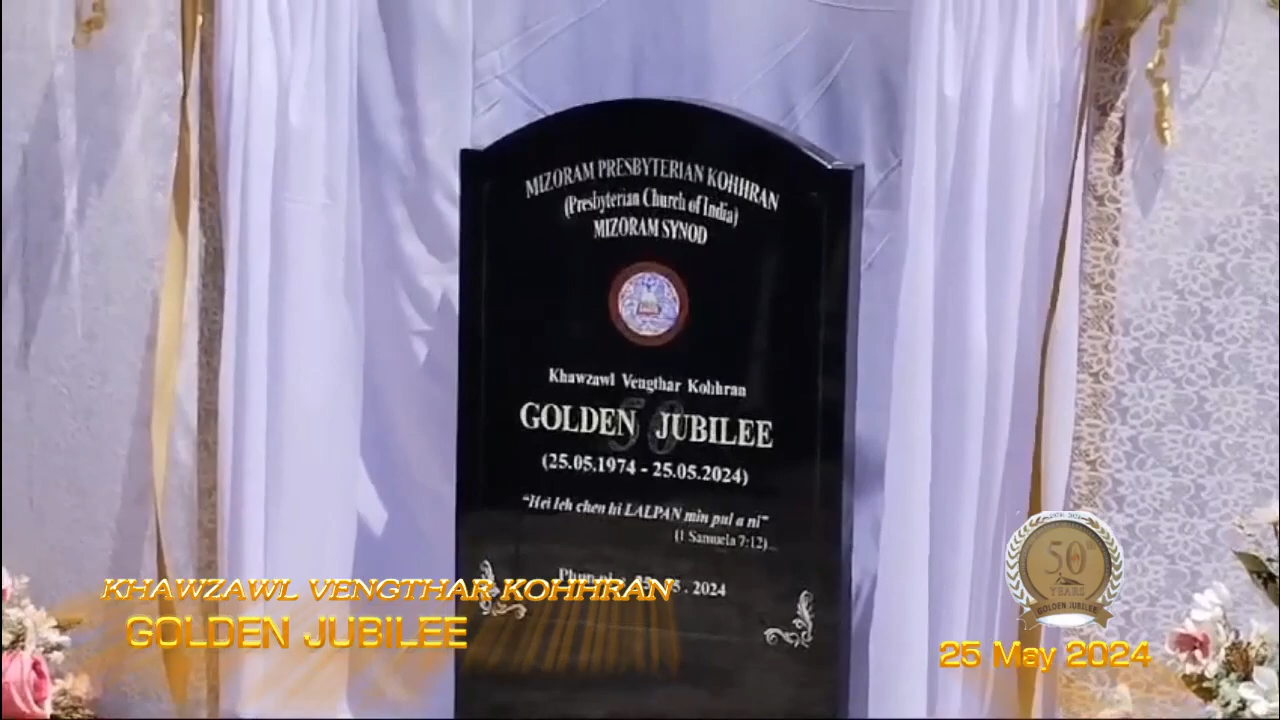 MIZORAM PRESBYTERIAN KOHHRAN
(Presbyterian Church of India)
MIZORAM SYNOD
Khawzawl Vengthar Kohhran
50
GOLDEN JUBILEE
(25.05.1974 - 25.05.2024)
"Hei leh chen hi LALPAN min pui a ni"
(1 Samuela 7:12)
2024
KHAWZAWL VENGTHAR KOHHRAN
GOLDEN JUBILEE
50
YEARS
GOLDEN JUBILEE
25 May 2024